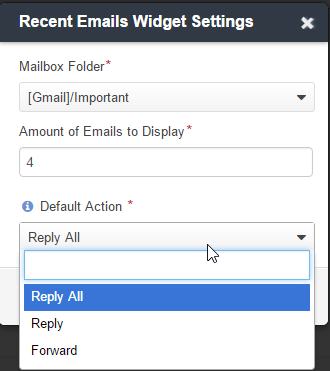 Recent Emails Widget Settings
Mailbox Folder*
[Gmail]/Important
Amount of Emails to Display*
4
Default Action *
Reply All
Reply All
Reply
Forward